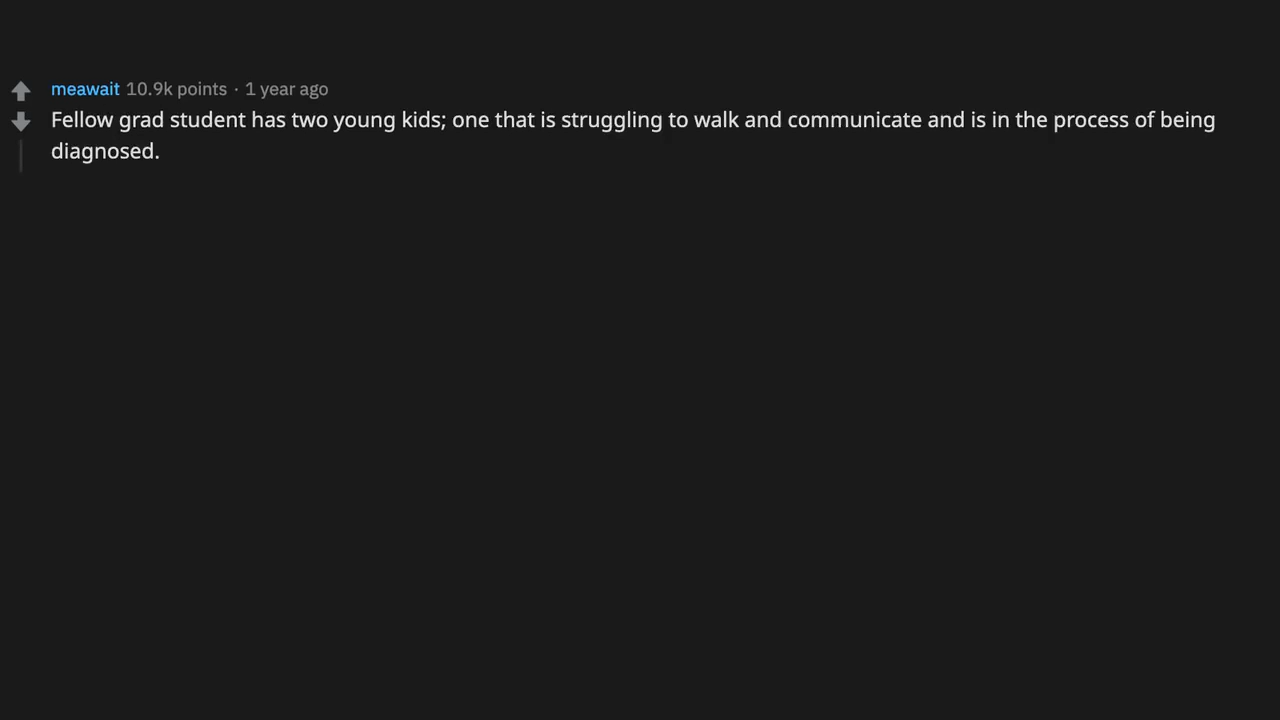 meawait 10.9k points · 1 year ago
Fellow grad student has two young kids; one that is struggling to walk and communicate and is in the process of being
diagnosed.